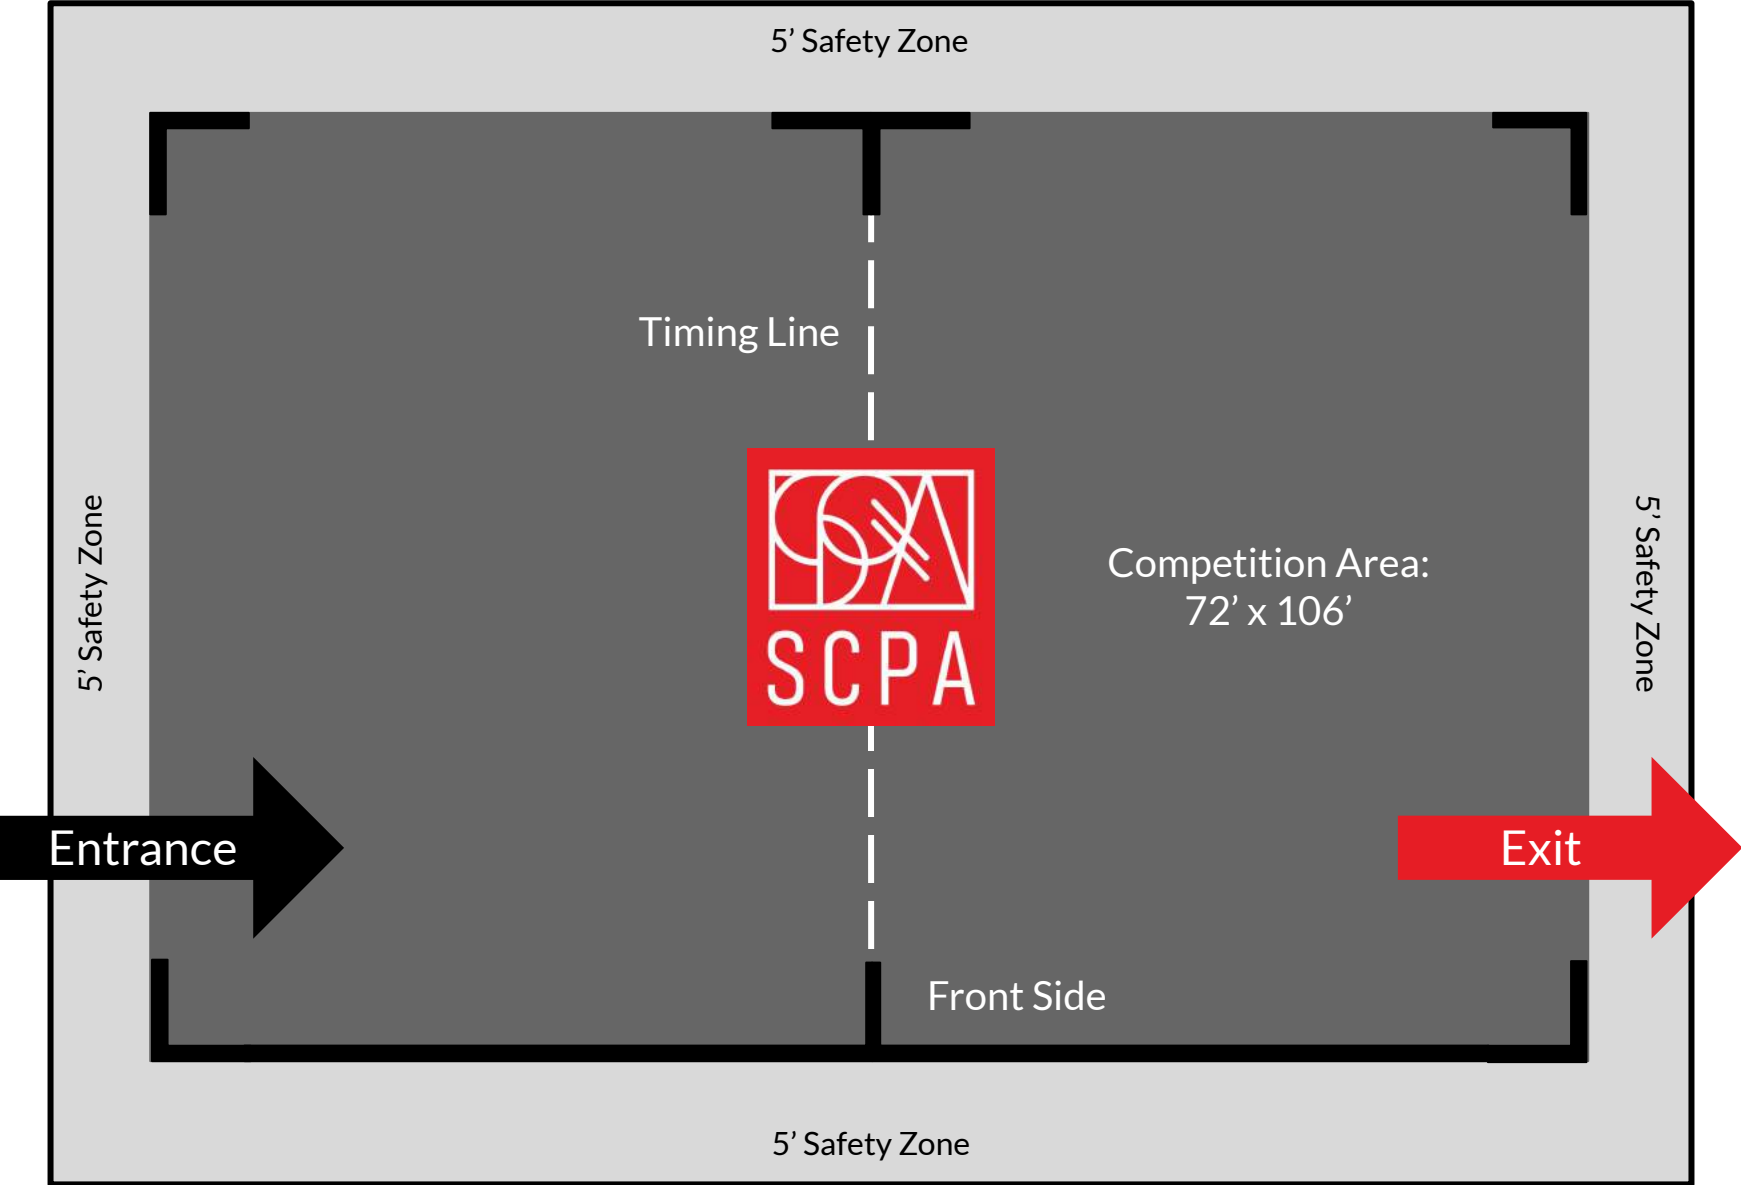 5’ Safety Zone
Timing Line
5’ Safety Zone
SCPA
Competition Area:
72’ x 106’
5’ Safety Zone
Entrance
Exit
Front Side
5’ Safety Zone